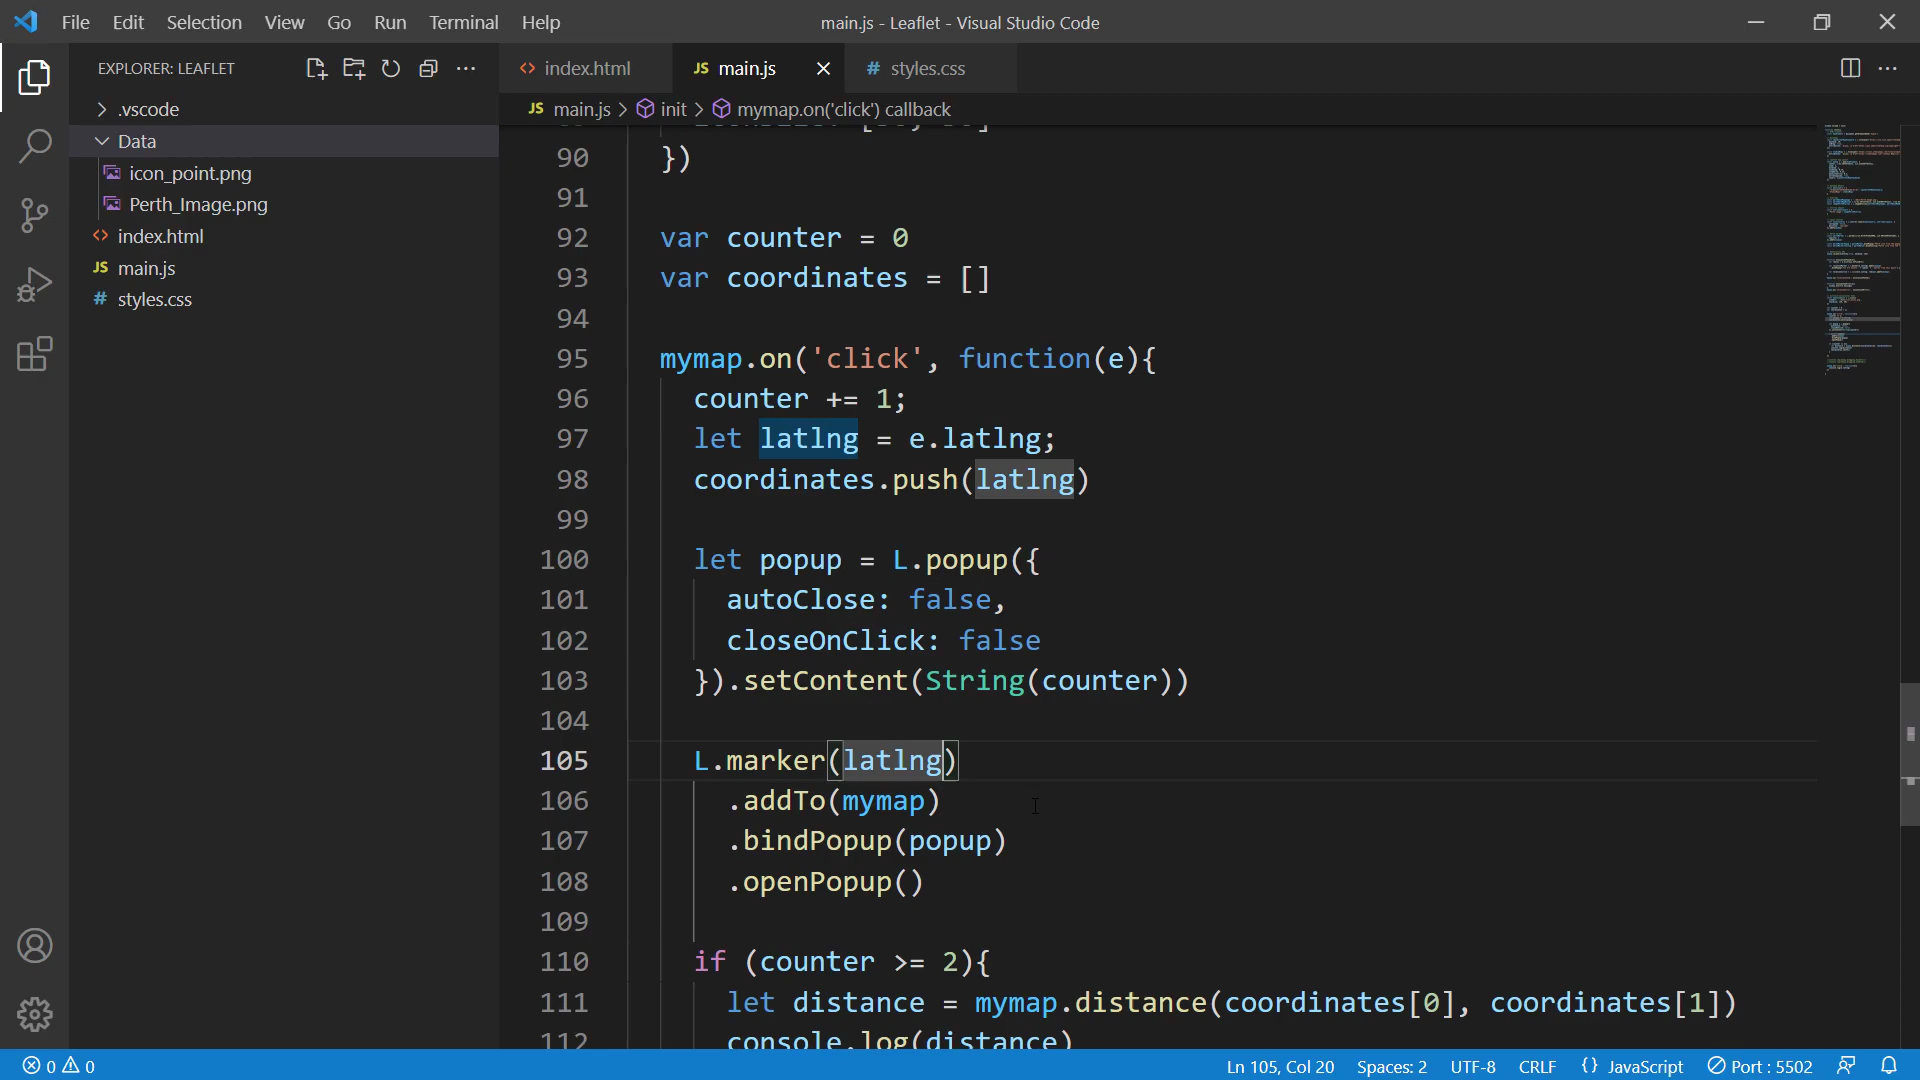 File Edit Selection View Go Run Terminal Help
main.js - Leaflet - Visual Studio Code
EXPLORER: LEAFLET
.vscode
Data
icon_point.png
Perth_Image.png
index.html
main.js
styles.css
index.html
JS main.js
# styles.css
JS main.js > init > mymap.on('click') callback
90 })
91
92 var counter = 0
93 var coordinates = []
94
95 mymap.on('click', function(e){
96 counter += 1;
97 let latlng = e.latlng;
98 coordinates.push(latlng)
99
100 let popup = L.popup({
101 autoClose: false,
102 closeOnClick: false
103 }).setContent(String(counter))
104
105 L.marker(latlng)
106 .addTo(mymap)
107 .bindPopup(popup)
108 .openPopup()
109
110 if (counter >= 2){
111 let distance = mymap.distance(coordinates[0], coordinates[1])
112 console.log(distance)
0 0
Ln 105, Col 20 Spaces: 2 UTF-8 CRLF {} JavaScript Port : 5502